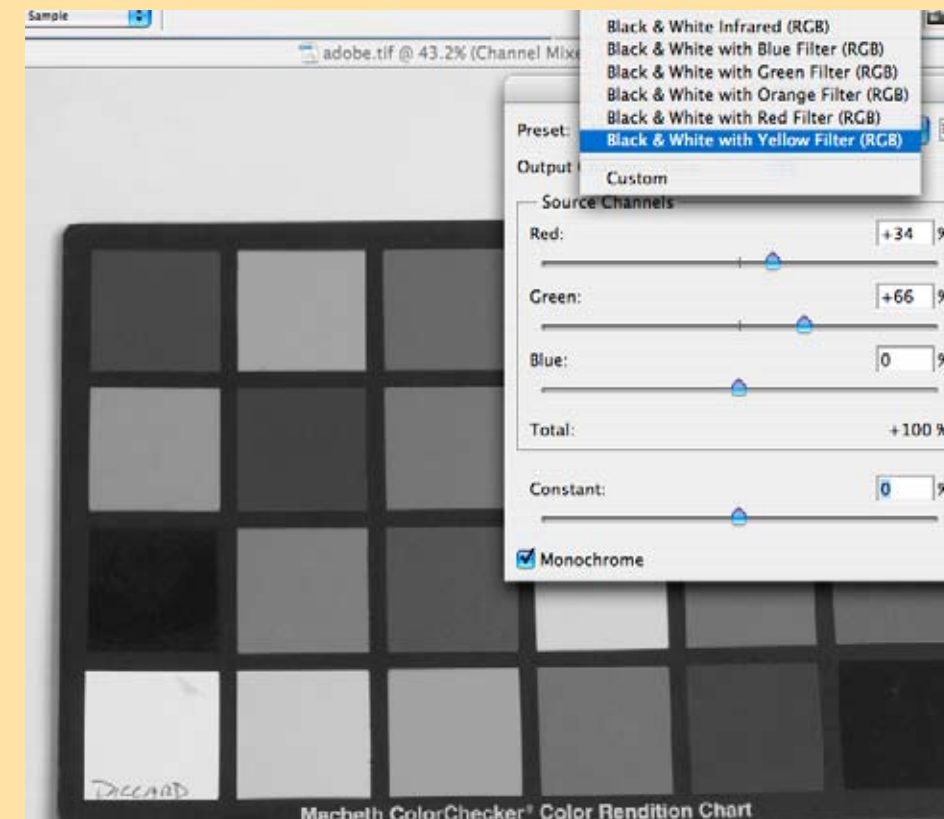 Sample
adobe.tif @ 43.2% (Channel Mixe
Black & White Infrared (RGB)
Black & White with Blue Filter (RGB)
Black & White with Green Filter (RGB)
Black & White with Orange Filter (RGB)
Black & White with Red Filter (RGB)
Black & White with Yellow Filter (RGB)
Custom
Preset:
Output
Source Channels
Red: +34 %
Green: +66 %
Blue: 0 %
Total: +100 %
Constant: 0 %
Monochrome
DISCARD
Macbeth ColorChecker® Color Rendition Chart